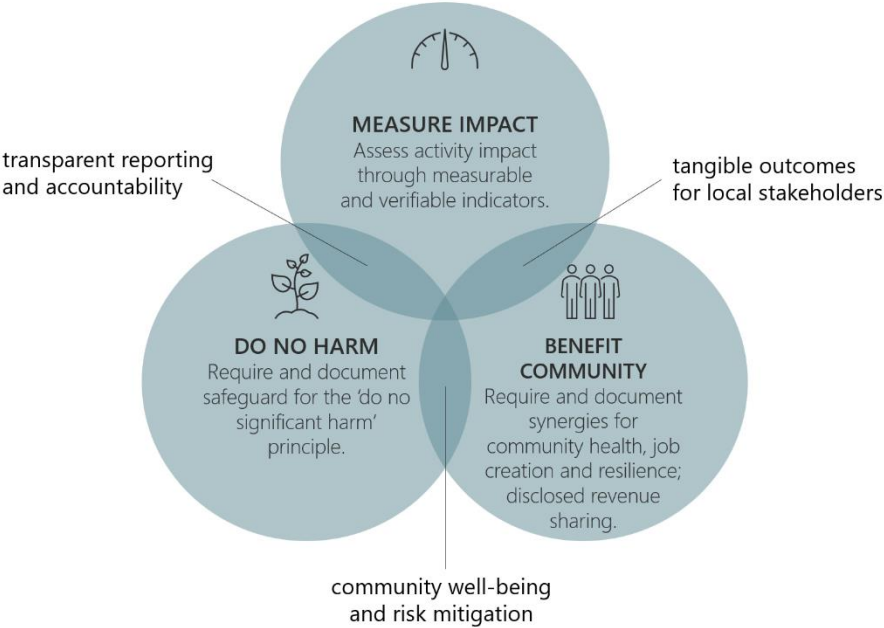 MEASURE IMPACT
Assess activity impact
through measurable
and verifiable indicators.
transparent reporting
and accountability
tangible outcomes
for local stakeholders
DO NO HARM
Require and document
safeguard for the ‘do no
significant harm’
principle.
BENEFIT
COMMUNITY
Require and document
synergies for
community health, job
creation and resilience;
disclosed revenue
sharing.
community well-being
and risk mitigation